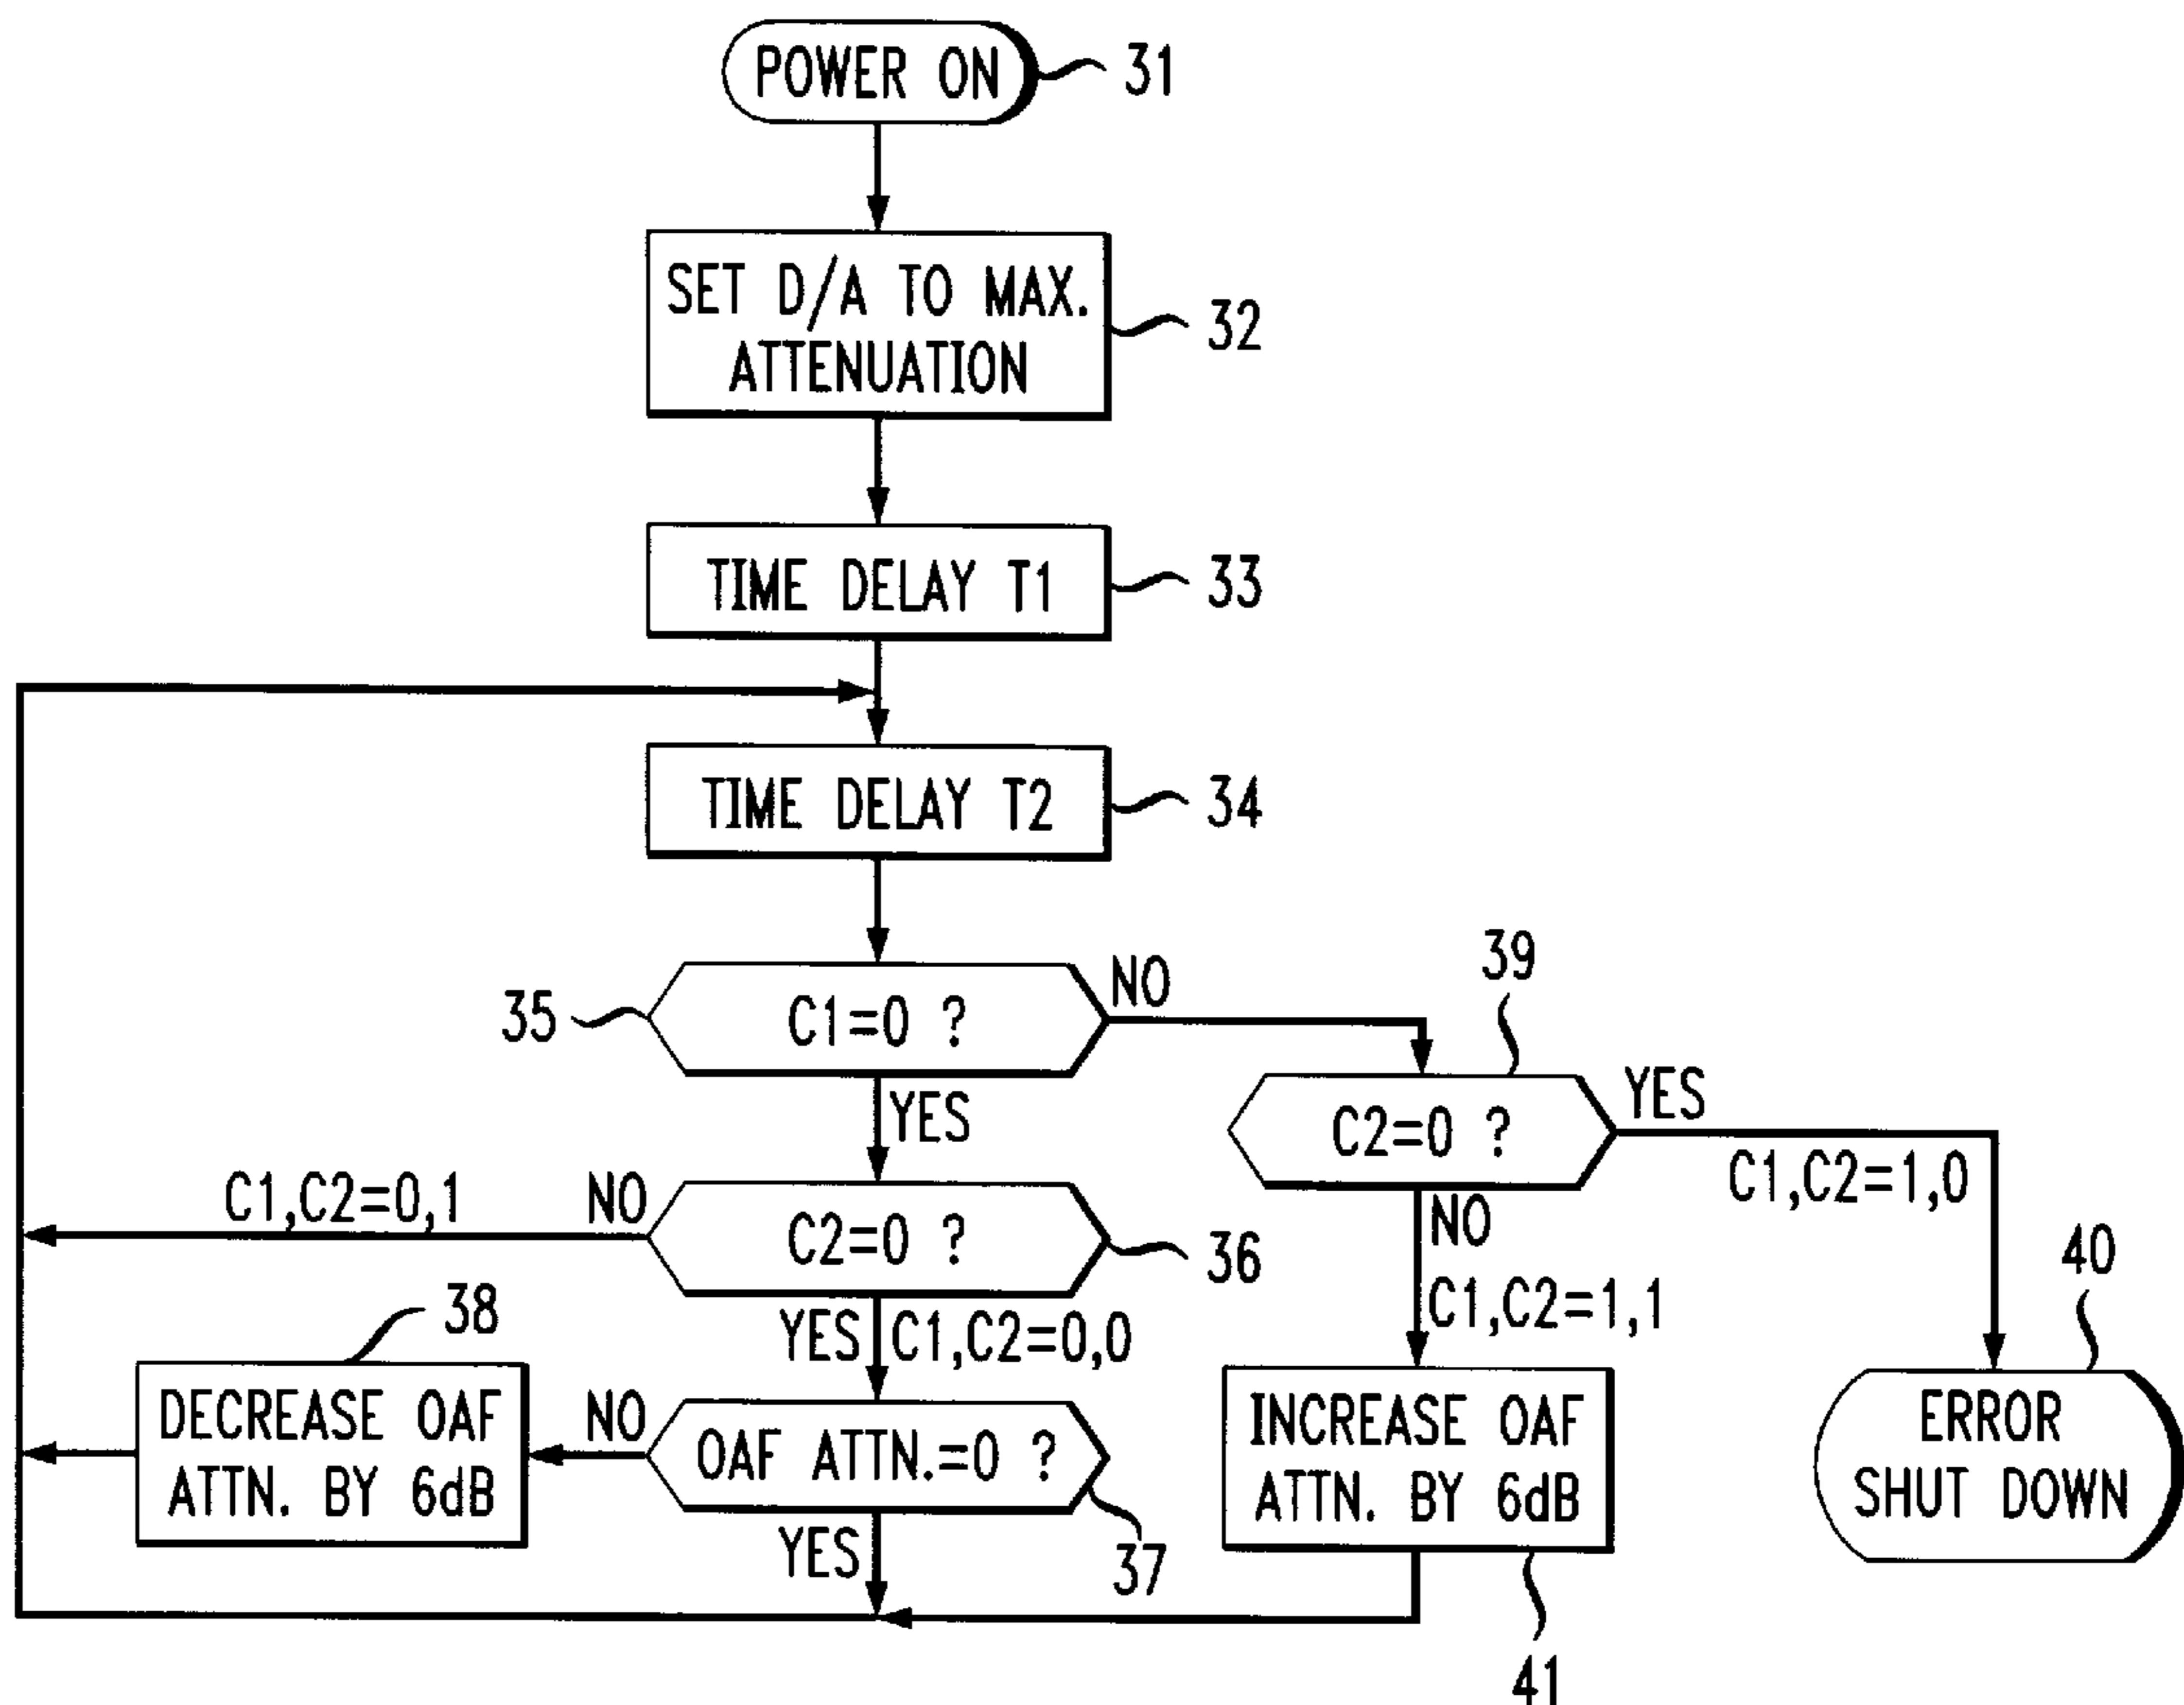 POWER ON
31
SET D/A TO MAX.
ATTENUATION
32
TIME DELAY T1
33
TIME DELAY T2
34
35
C1=0 ?
NO
39
YES
C2=0 ?
YES
C1,C2=1,0
C1,C2=0,1
NO
C2=0 ?
36
NO
C1,C2=1,1
40
38
YES
C1,C2=0,0
DECREASE OAF
ATTN. BY 6dB
NO
OAF ATTN.=0 ?
37
YES
INCREASE OAF
ATTN. BY 6dB
41
ERROR
SHUT DOWN